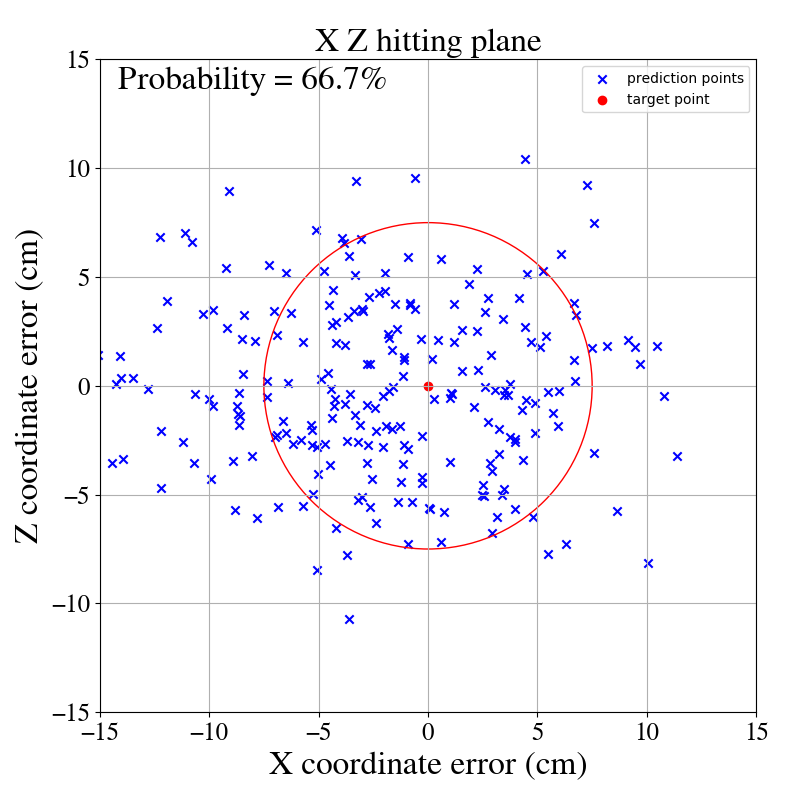 X Z hitting plane
Probability = 66.7%
prediction points
target point
15
10
5
0
−5
−10
−15
Z coordinate error (cm)
−15
−10
−5
0
5
10
15
X coordinate error (cm)